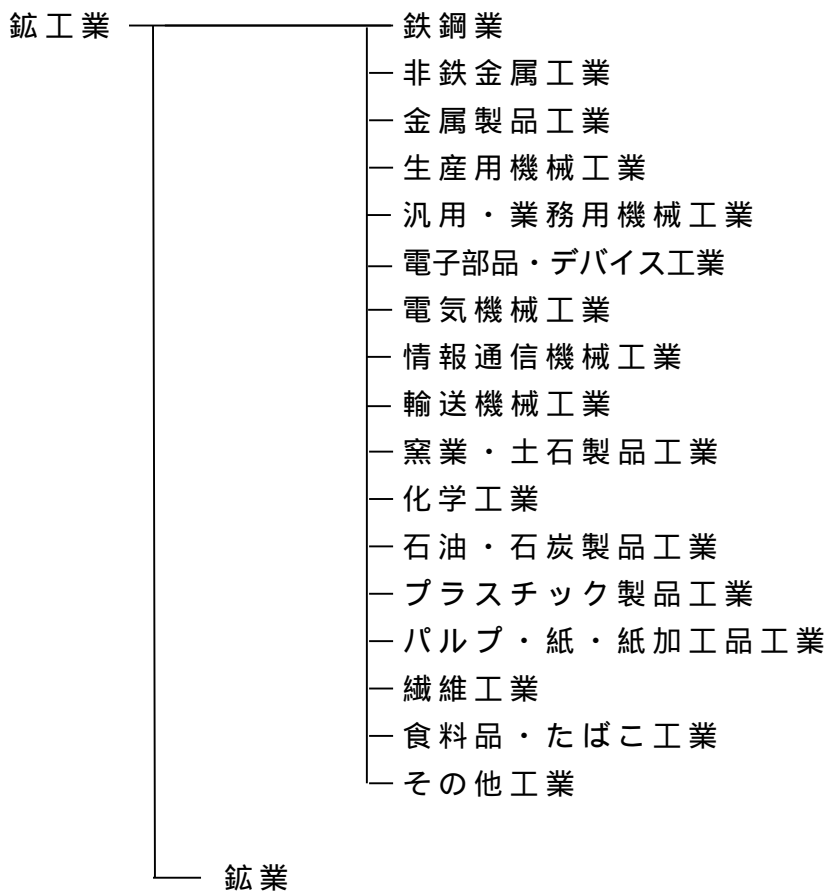 鉱工業
鉄鋼業
非鉄金属工業
金属製品工業
生産用機械工業
汎用・業務用機械工業
電子部品・デバイス工業
電気機械工業
情報通信機械工業
輸送機械工業
窯業・土石製品工業
化学工業
石油・石炭製品工業
プラスチック製品工業
パルプ・紙・紙加工品工業
繊維工業
食料品・たばこ工業
その他工業
鉱業